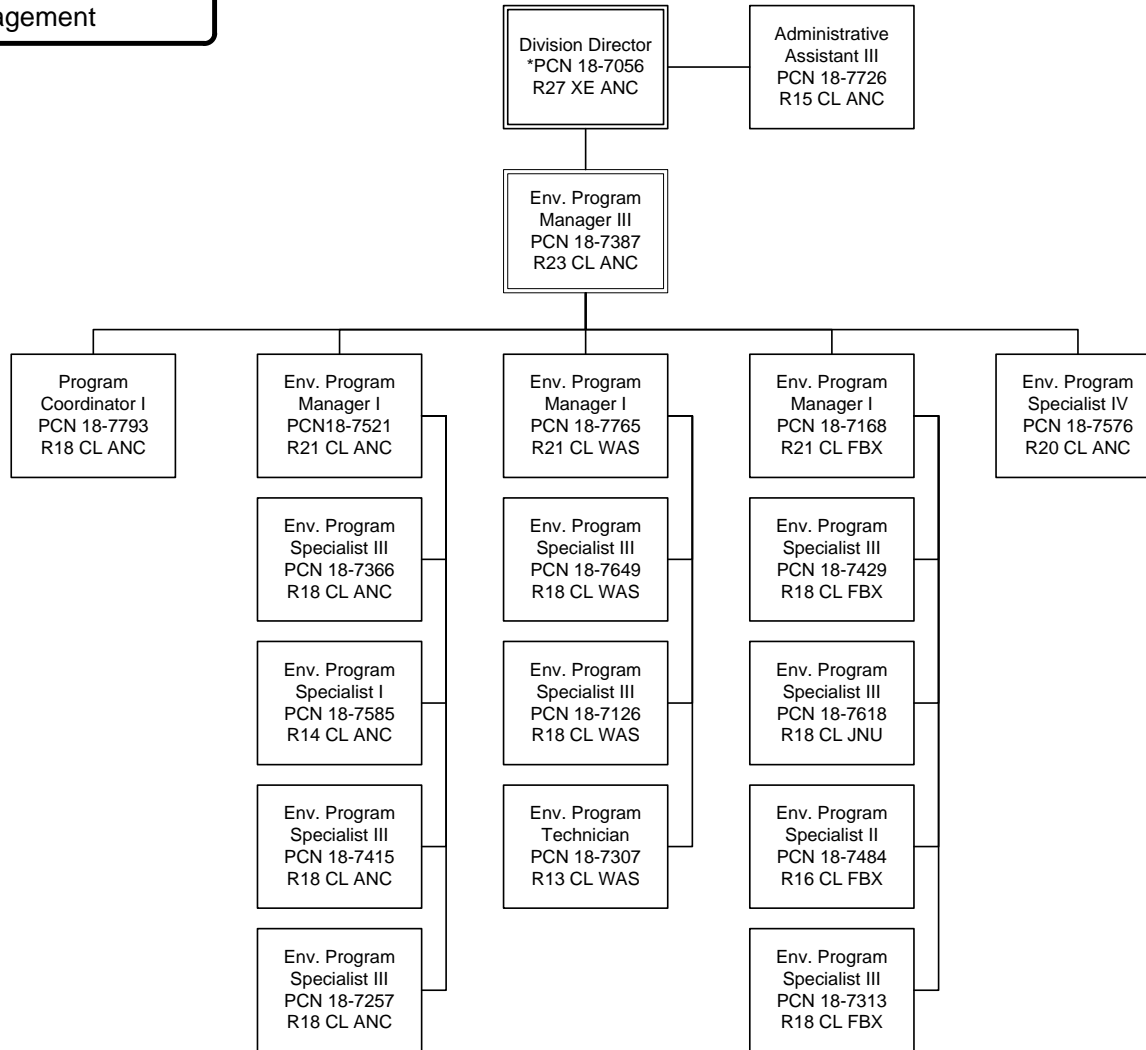 agement
Division Director
*PCN 18-7056
R27 XE ANC
Administrative
Assistant III
PCN 18-7726
R15 CL ANC
Env. Program
Manager III
PCN 18-7387
R23 CL ANC
Program
Coordinator I
PCN 18-7793
R18 CL ANC
Env. Program
Manager I
PCN18-7521
R21 CL ANC
Env. Program
Manager I
PCN 18-7765
R21 CL WAS
Env. Program
Manager I
PCN 18-7168
R21 CL FBX
Env. Program
Specialist IV
PCN 18-7576
R20 CL ANC
Env. Program
Specialist III
PCN 18-7366
R18 CL ANC
Env. Program
Specialist III
PCN 18-7649
R18 CL WAS
Env. Program
Specialist III
PCN 18-7429
R18 CL FBX
Env. Program
Specialist I
PCN 18-7585
R14 CL ANC
Env. Program
Specialist III
PCN 18-7126
R18 CL WAS
Env. Program
Specialist III
PCN 18-7618
R18 CL JNU
Env. Program
Specialist III
PCN 18-7415
R18 CL ANC
Env. Program
Technician
PCN 18-7307
R13 CL WAS
Env. Program
Specialist II
PCN 18-7484
R16 CL FBX
Env. Program
Specialist III
PCN 18-7257
R18 CL ANC
Env. Program
Specialist III
PCN 18-7313
R18 CL FBX